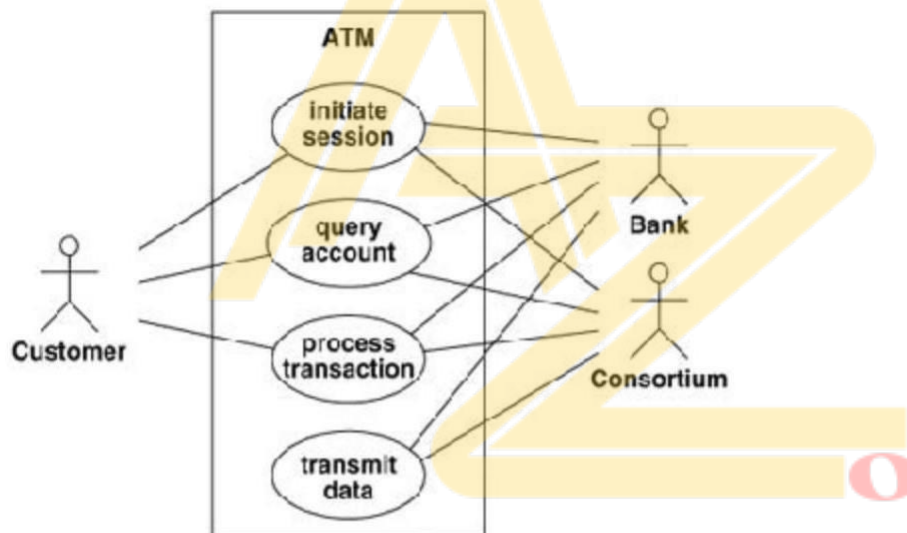 ATM
initiate
session
query
account
process
transaction
transmit
data
Customer
Bank
Consortium